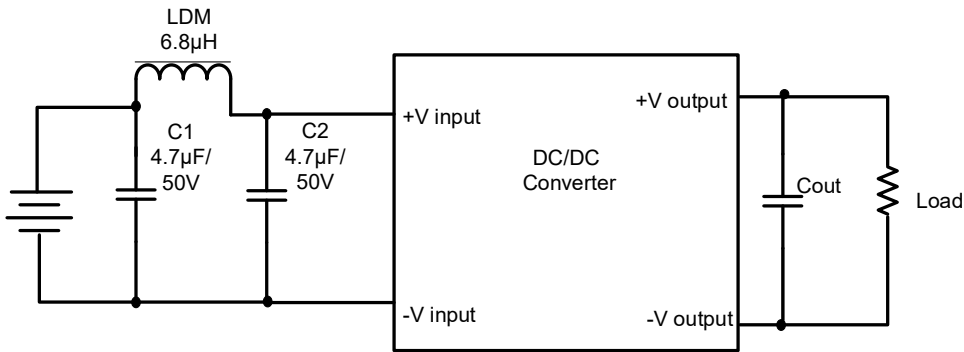 LDM
6.8µH
C1
4.7µF/
50V
C2
4.7µF/
50V
+V input
-V input
DC/DC
Converter
+V output
-V output
Cout
Load